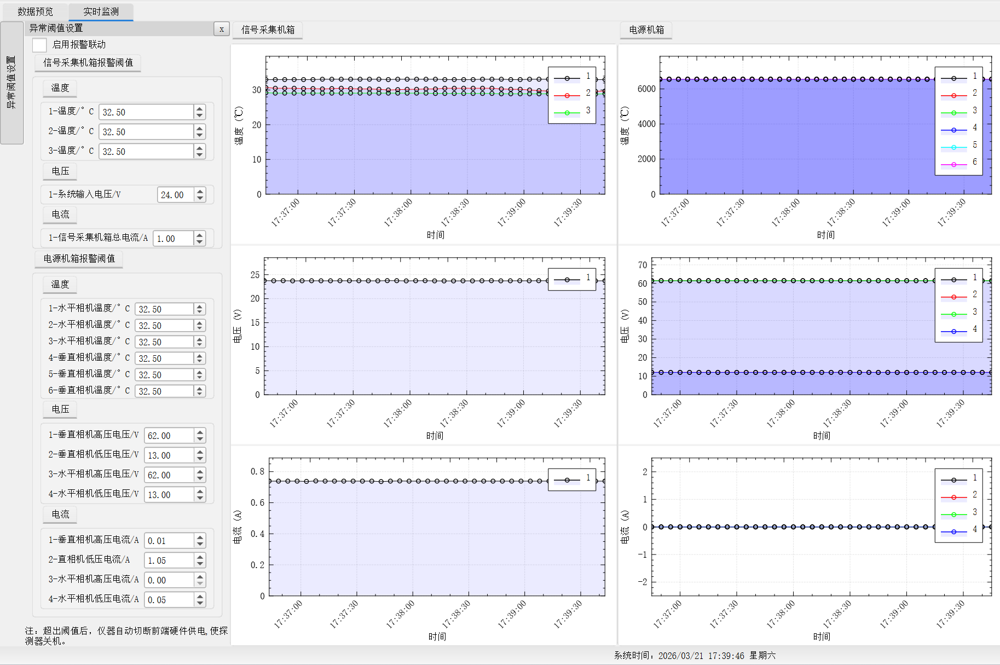 数据预览
实时监测
异常阈值设置
异常阈值设置
x
启用报警联动
信号采集机箱报警阈值
温度
1-温度/°C 32.50
2-温度/°C 32.50
3-温度/°C 32.50
电压
1-系统输入电压/V 24.00
电流
1-信号采集机箱总电流/A 1.00
电源机箱报警阈值
温度
1-水平相机温度/°C 32.50
2-水平相机温度/°C 32.50
3-水平相机温度/°C 32.50
4-垂直相机温度/°C 32.50
5-垂直相机温度/°C 32.50
6-垂直相机温度/°C 32.50
电压
1-垂直相机高压电压/V 62.00
2-垂直相机低压电压/V 13.00
3-水平相机高压电压/V 62.00
4-水平相机低压电压/V 13.00
电流
1-垂直相机高压电流/A 0.01
2-直相机低压电流/A 1.05
3-水平相机高压电流/A 0.00
4-水平相机低压电流/A 0.05
注: 超出阈值后, 仪器自动切断前端硬件供电,使探
测器关机。
信号采集机箱
温度 (℃)
30
20
10
0
1
2
3
17:37:00 17:37:30 17:38:00 17:38:30 17:39:00 17:39:30
时间
电压 (V)
25
20
15
10
5
0
1
17:37:00 17:37:30 17:38:00 17:38:30 17:39:00 17:39:30
时间
电流 (A)
0.8
0.6
0.4
0.2
0
1
17:37:00 17:37:30 17:38:00 17:38:30 17:39:00 17:39:30
时间
电源机箱
温度 (℃)
6000
4000
2000
0
1
2
3
4
5
6
17:37:00 17:37:30 17:38:00 17:38:30 17:39:00 17:39:30
时间
电压 (V)
70
60
50
40
30
20
10
0
1
2
3
4
17:37:00 17:37:30 17:38:00 17:38:30 17:39:00 17:39:30
时间
电流 (A)
2
1
0
-1
-2
1
2
3
4
17:37:00 17:37:30 17:38:00 17:38:30 17:39:00 17:39:30
时间
系统时间: 2026/03/21 17:39:46 星期六